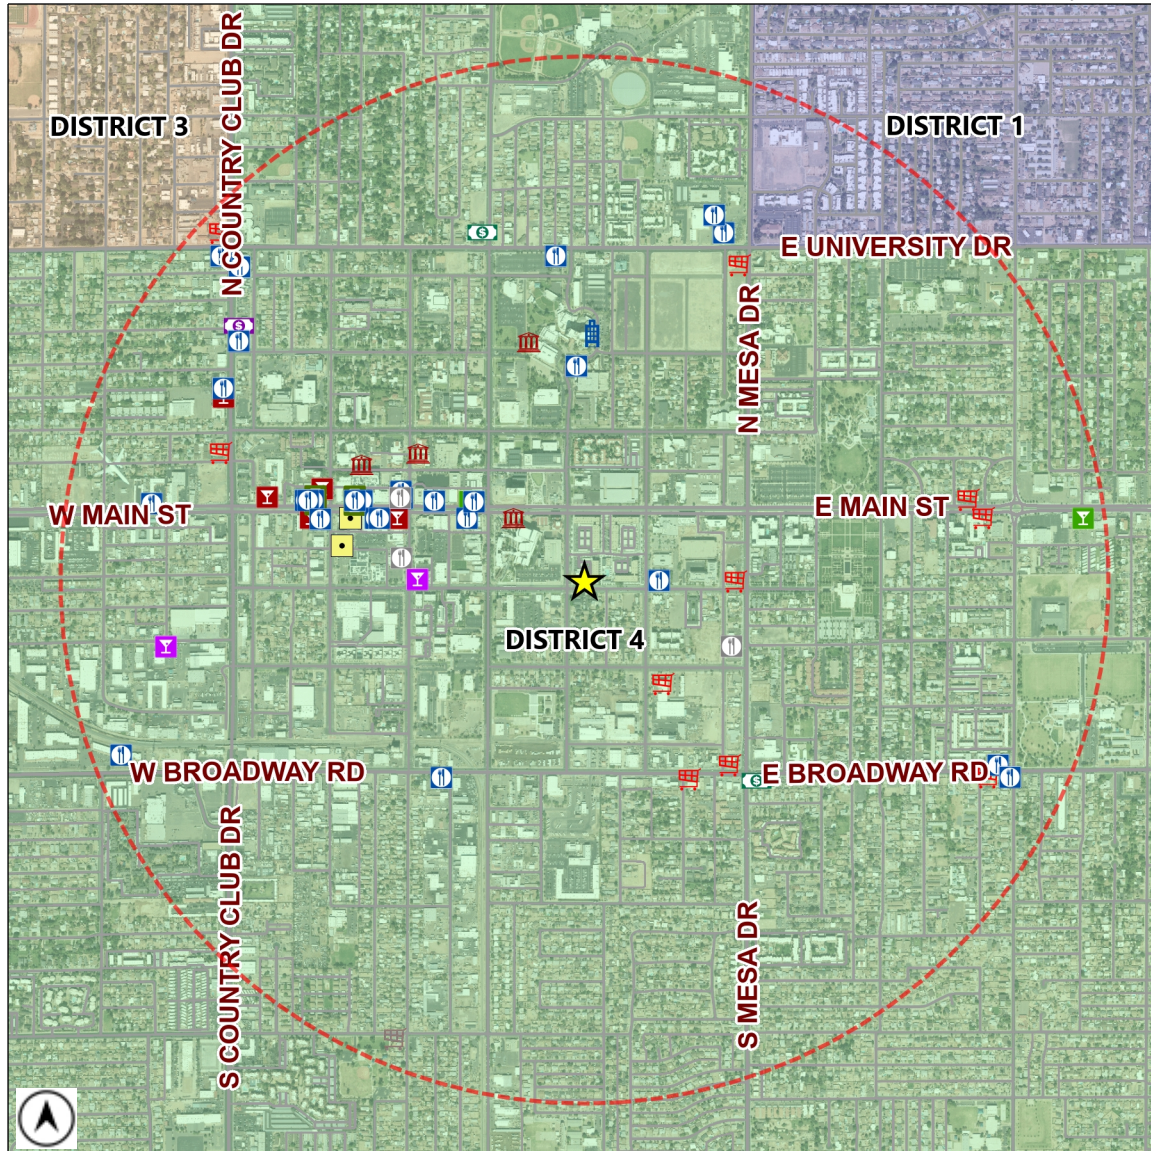 DISTRICT 3
N COUNTRY CLUB DR
DISTRICT 1
E UNIVERSITY DR
N MESA DR
W MAIN ST
E MAIN ST
DISTRICT 4
W BROADWAY RD
E BROADWAY RD
S COUNTRY CLUB DR
S MESA DR